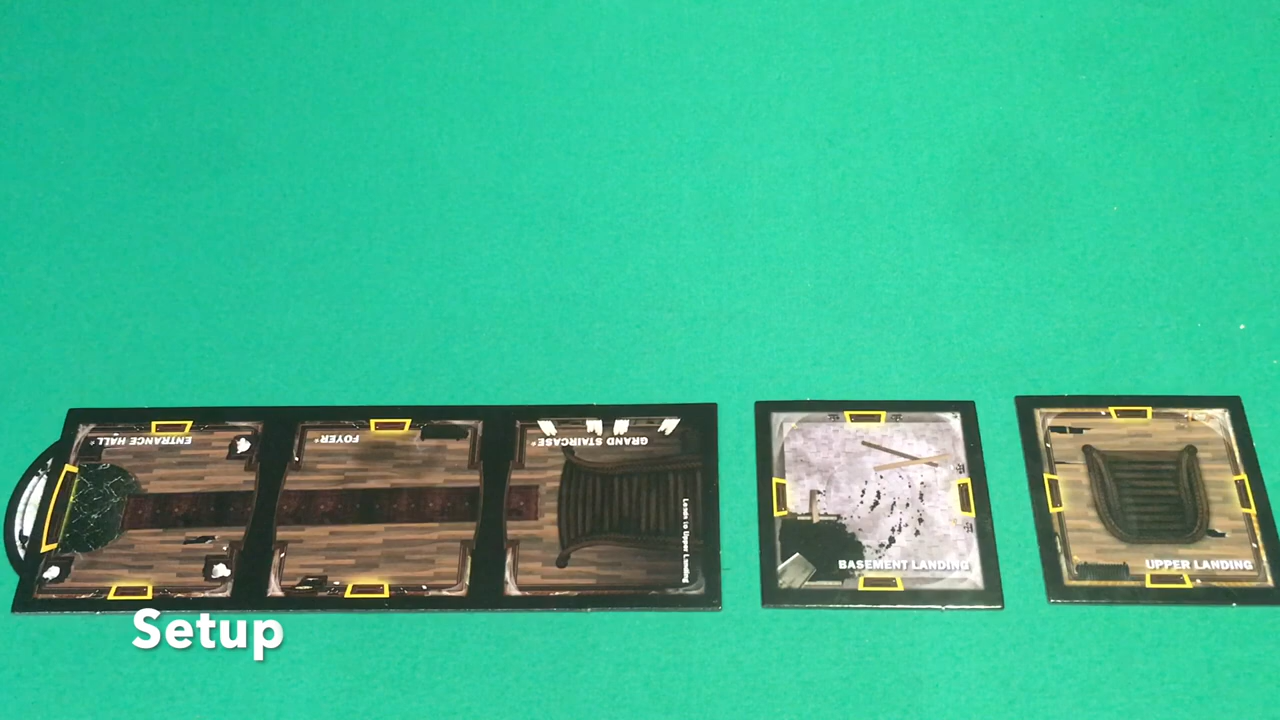 ENTRANCE HALL*
FOYER*
GRAND STAIRCASE*
Leads to Upper Landing
BASEMENT LANDING
UPPER LANDING
Setup